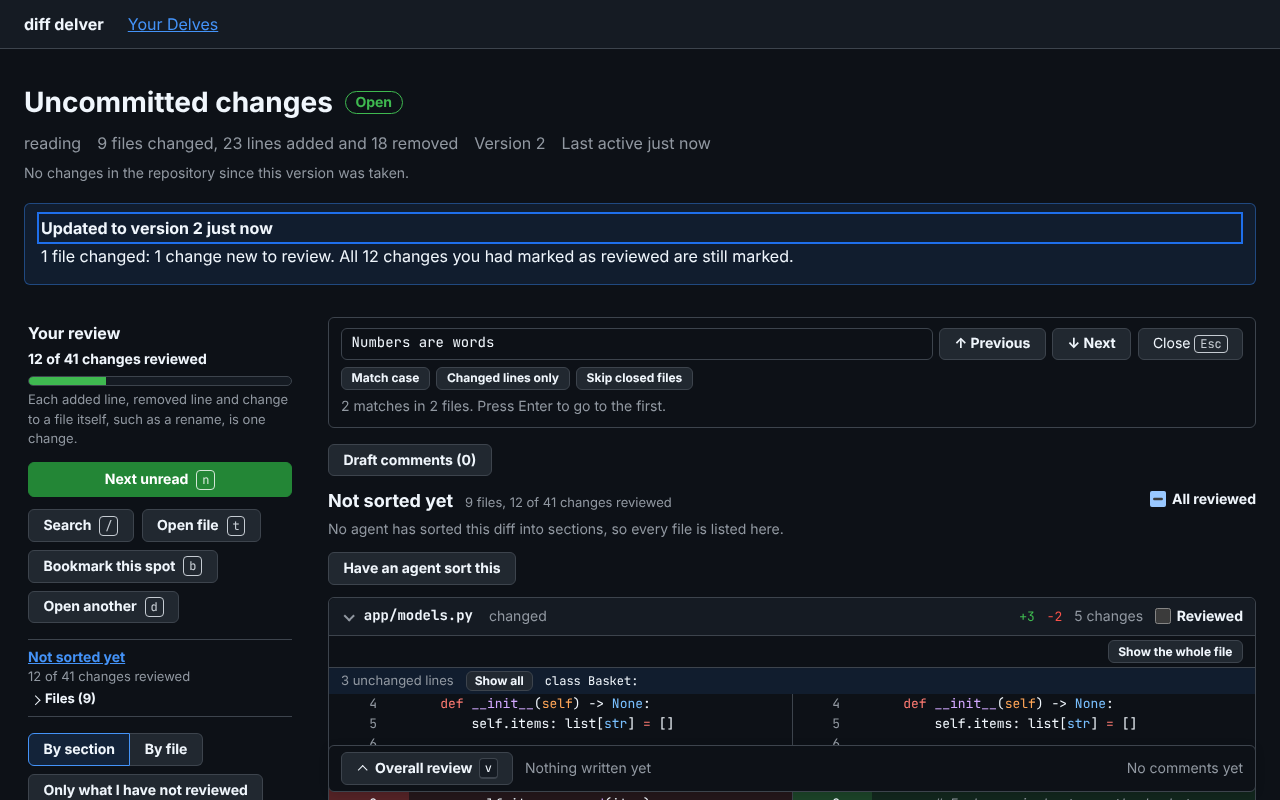 diff delver Your Delves
Uncommitted changes Open
reading 9 files changed, 23 lines added and 18 removed Version 2 Last active just now
No changes in the repository since this version was taken.
Updated to version 2 just now
1 file changed: 1 change new to review. All 12 changes you had marked as reviewed are still marked.
Your review
12 of 41 changes reviewed
Each added line, removed line and change
to a file itself, such as a rename, is one
change.
Next unread n
Search / Open file t
Bookmark this spot b
Open another d
Not sorted yet
12 of 41 changes reviewed
Files (9)
By section By file
Only what I have not reviewed
Numbers are words ↑ Previous ↓ Next Close Esc
Match case Changed lines only Skip closed files
2 matches in 2 files. Press Enter to go to the first.
Draft comments (0)
Not sorted yet 9 files, 12 of 41 changes reviewed All reviewed
No agent has sorted this diff into sections, so every file is listed here.
Have an agent sort this
app/models.py changed +3 -2 5 changes Reviewed
Show the whole file
3 unchanged lines Show all class Basket:
4 def __init__(self) -> None: 4 def __init__(self) -> None:
5 self.items: list[str] = [] 5 self.items: list[str] = []
Overall review v Nothing written yet No comments yet